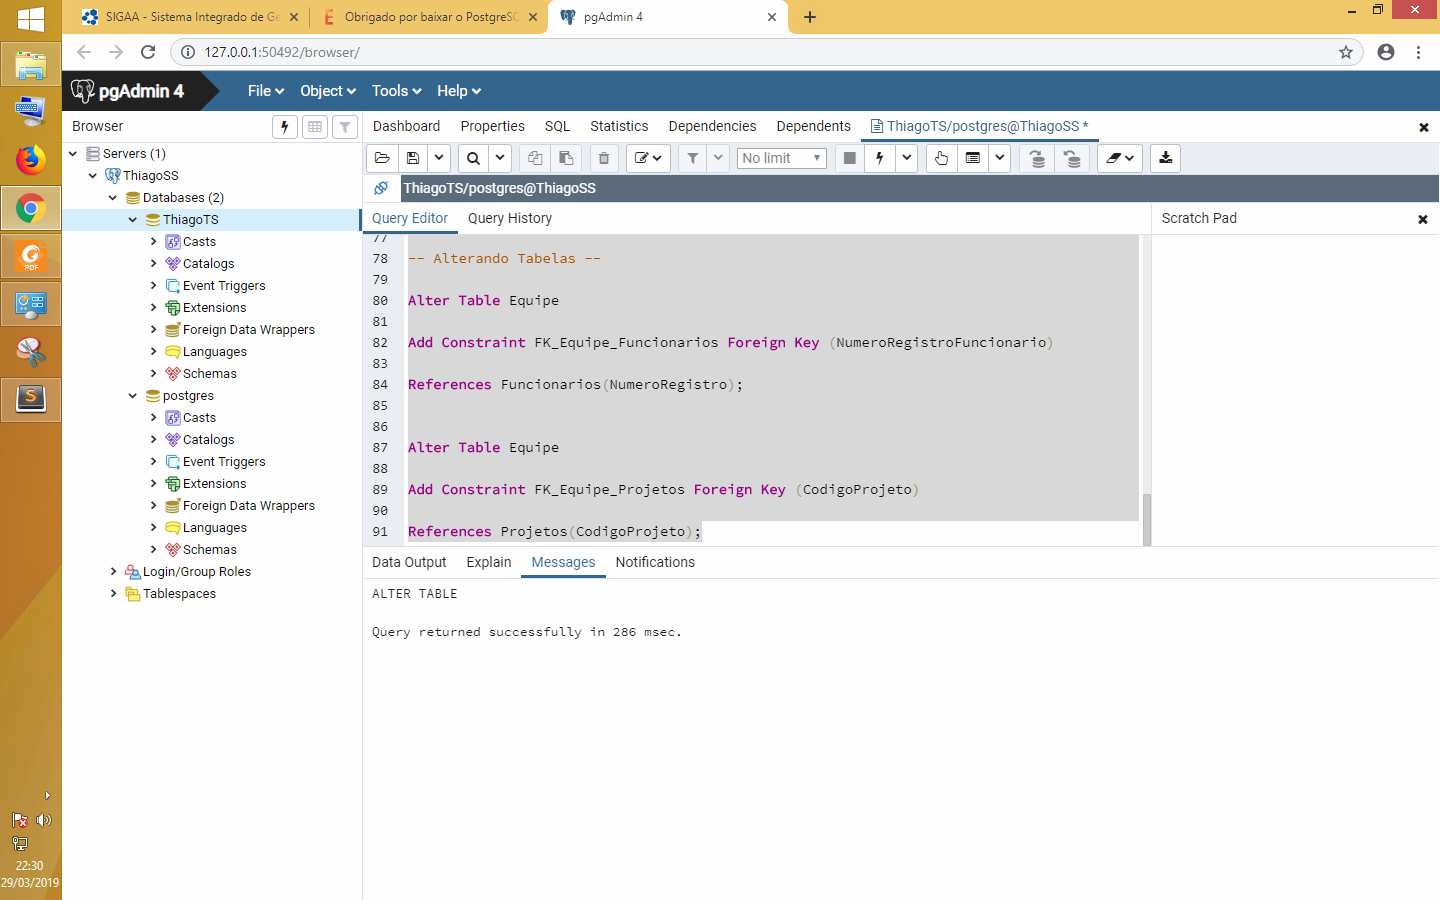 SIGAA - Sistema Integrado de Ge
Obrigado por baixar o PostgreSC
pgAdmin 4
127.0.0.1:50492/browser/
pgAdmin 4
File
Object
Tools
Help
Browser
Dashboard
Properties
SQL
Statistics
Dependencies
Dependents
ThiagoTS/postgres@ThiagoSS *
No limit
ThiagoTS/postgres@ThiagoSS
Query Editor
Query History
Scratch Pad
Servers (1)
ThiagoSS
Databases (2)
ThiagoTS
Casts
Catalogs
Event Triggers
Extensions
Foreign Data Wrappers
Languages
Schemas
postgres
Casts
Catalogs
Event Triggers
Extensions
Foreign Data Wrappers
Languages
Schemas
Login/Group Roles
Tablespaces
77
78 -- Alterando Tabelas --
79
80 Alter Table Equipe
81
82 Add Constraint FK_Equipe_Funcionarios Foreign Key (NumeroRegistroFuncionario)
83
84 References Funcionarios(NumeroRegistro);
85
86
87 Alter Table Equipe
88
89 Add Constraint FK_Equipe_Projetos Foreign Key (CodigoProjeto)
90
91 References Projetos(CodigoProjeto);
Data Output
Explain
Messages
Notifications
ALTER TABLE
Query returned successfully in 286 msec.
PDF
S
22:30
29/03/2019